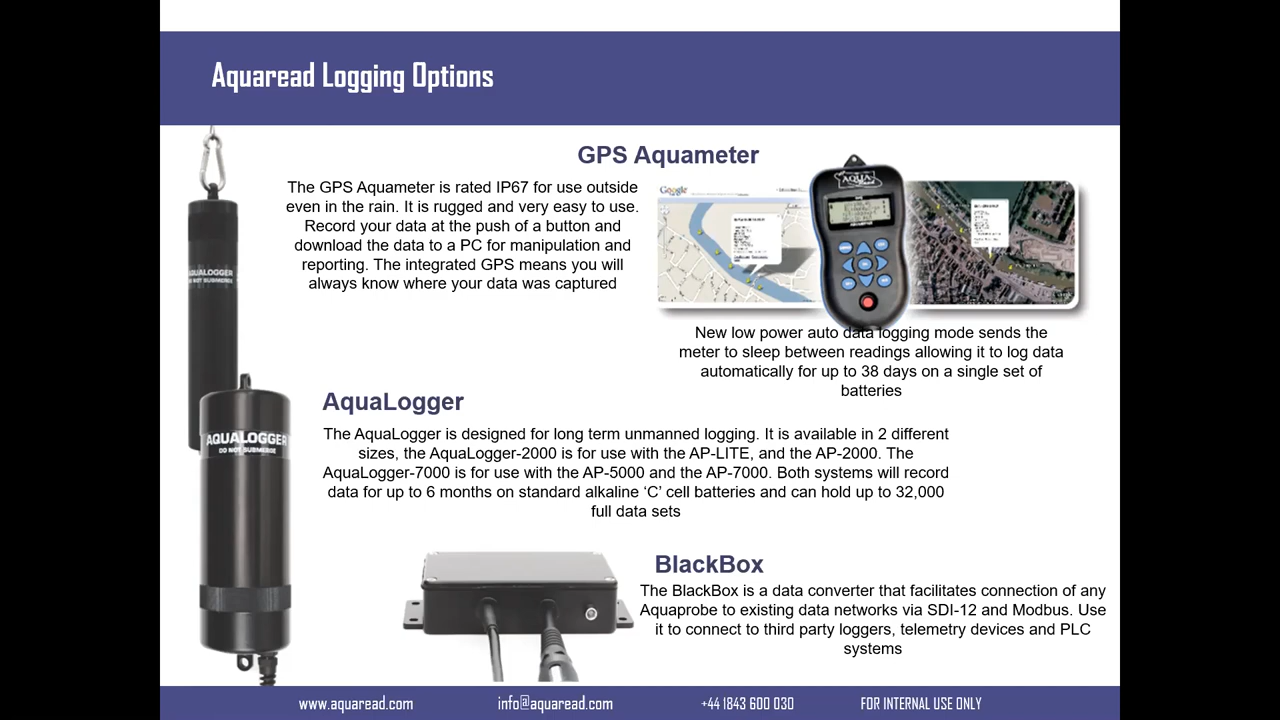 Aquaread Logging Options
GPS Aquameter
The GPS Aquameter is rated IP67 for use outside
even in the rain. It is rugged and very easy to use.
Record your data at the push of a button and
download the data to a PC for manipulation and
reporting. The integrated GPS means you will
always know where your data was captured
Google
AQUA
New low power auto data logging mode sends the
meter to sleep between readings allowing it to log data
automatically for up to 38 days on a single set of
batteries
AQUALOGGER
DO NOT SUBMERGE
AquaLogger
The AquaLogger is designed for long term unmanned logging. It is available in 2 different
sizes, the AquaLogger-2000 is for use with the AP-LITE, and the AP-2000. The
AquaLogger-7000 is for use with the AP-5000 and the AP-7000. Both systems will record
data for up to 6 months on standard alkaline ‘C’ cell batteries and can hold up to 32,000
full data sets
AQUALOGGER
DO NOT SUBMERGE
BlackBox
The BlackBox is a data converter that facilitates connection of any
Aquaprobe to existing data networks via SDI-12 and Modbus. Use
it to connect to third party loggers, telemetry devices and PLC
systems
www.aquaread.com
info@aquaread.com
+44 1843 600 030
FOR INTERNAL USE ONLY